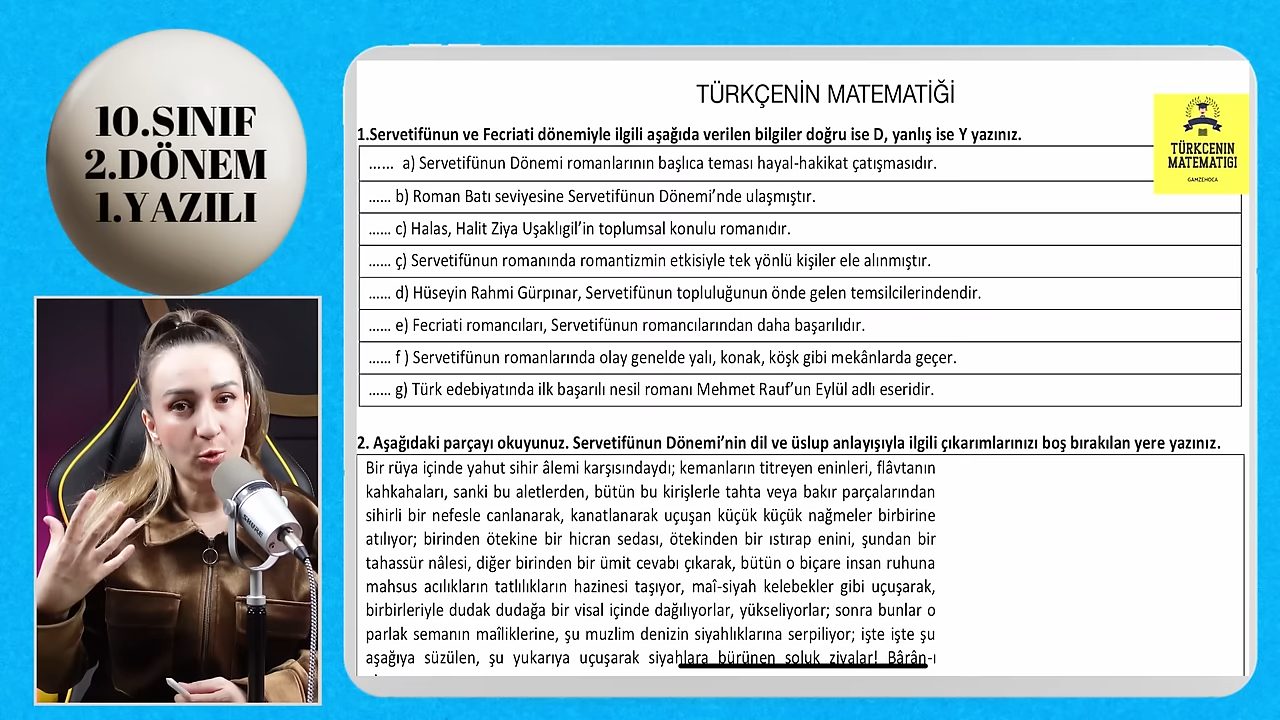 10.SINIF
2.DÖNEM
1.YAZILI
TÜRKÇENİN MATEMATİĞİ
TÜRKCENIN
MATEMATIGI
GAMZEHOCA
1.Servetifünun ve Fecriati dönemiyle ilgili aşağıda verilen bilgiler doğru ise D, yanlış ise Y yazınız.
...... a) Servetifünun Dönemi romanlarının başlıca teması hayal-hakikat çatışmasıdır.
...... b) Roman Batı seviyesine Servetifünun Dönemi’nde ulaşmıştır.
...... c) Halas, Halit Ziya Uşaklıgil’in toplumsal konulu romanıdır.
...... ç) Servetifünun romanında romantizmin etkisiyle tek yönlü kişiler ele alınmıştır.
...... d) Hüseyin Rahmi Gürpınar, Servetifünun topluluğunun önde gelen temsilcilerindendir.
...... e) Fecriati romancıları, Servetifünun romancılarından daha başarılıdır.
...... f ) Servetifünun romanlarında olay genelde yalı, konak, köşk gibi mekânlarda geçer.
...... g) Türk edebiyatında ilk başarılı nesil romanı Mehmet Rauf’un Eylül adlı eseridir.
2. Aşağıdaki parçayı okuyunuz. Servetifünun Dönemi’nin dil ve üslup anlayışıyla ilgili çıkarımlarınızı boş bırakılan yere yazınız.
Bir rüya içinde yahut sihir âlemi karşısındaydı; kemanların titreyen eninleri, flâvtanın
kahkahaları, sanki bu aletlerden, bütün bu kirişlerle tahta veya bakır parçalarından
sihirli bir nefesle canlanarak, kanatlanarak uçuşan küçük küçük nağmeler birbirine
atılıyor; birinden ötekine bir hicran sedası, ötekinden bir ıstırap enini, şundan bir
tahassür nâlesi, diğer birinden bir ümit cevabı çıkarak, bütün o biçare insan ruhuna
mahsus acılıkların tatlılıkların hazinesi taşıyor, maî-siyah kelebekler gibi uçuşarak,
birbirleriyle dudak dudağa bir visal içinde dağılıyorlar, yükseliyorlar; sonra bunlar o
parlak semanın maîliklerine, şu muzlim denizin siyahlıklarına serpiliyor; işte işte şu
aşağıya süzülen, şu yukarıya uçuşarak siyahlara bürünen soluk ziyalar! Bârân-ı
SHURE